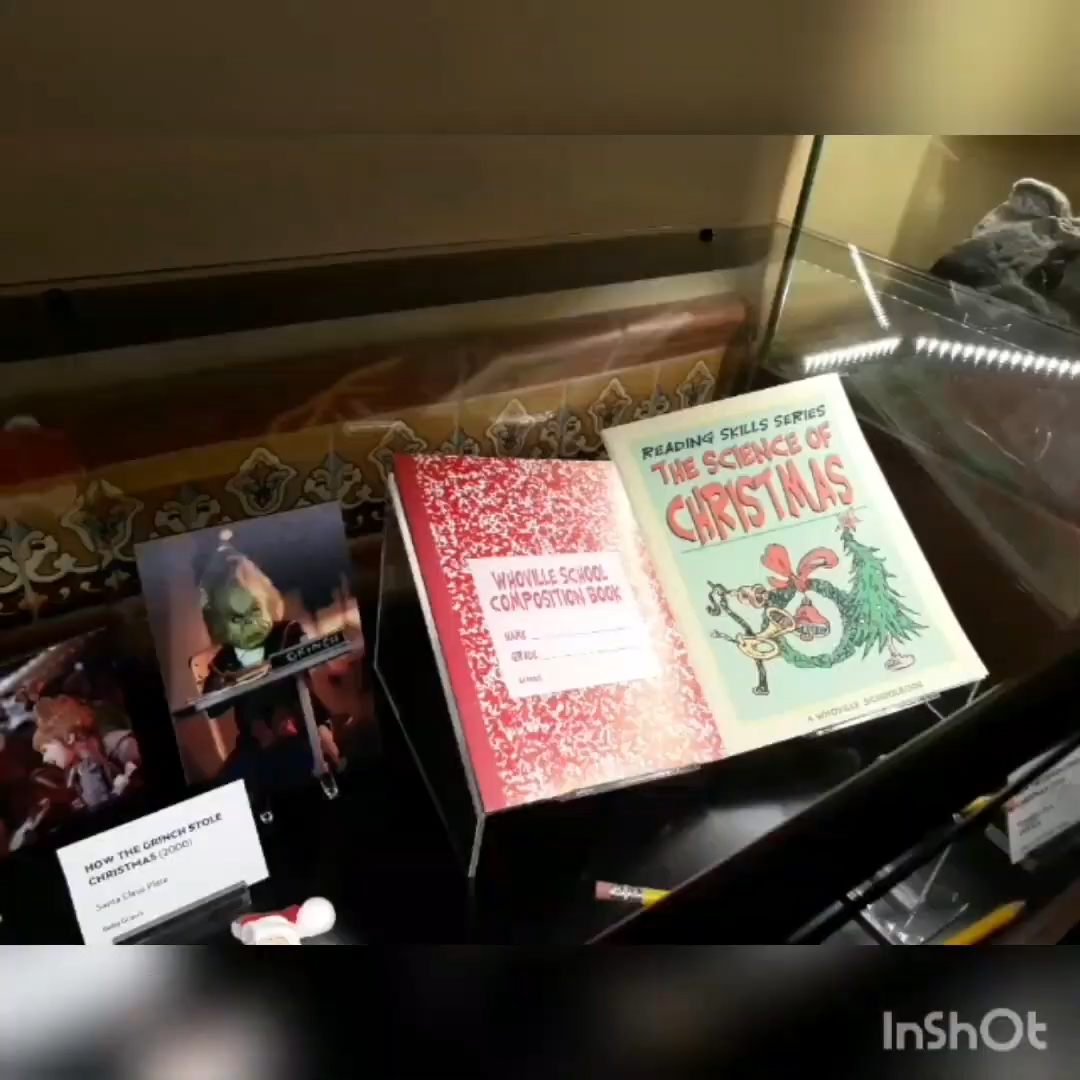 READING SKILLS SERIES
THE SCIENCE OF
CHRISTMAS
A WHOVILLE SCHOOLBOOK
WHOVILLE SCHOOL
COMPOSITION BOOK
NAME
GRADE
GRINCH
HOW THE GRINCH STOLE
CHRISTMAS (2000)
Santa Claus Plate
InShOt